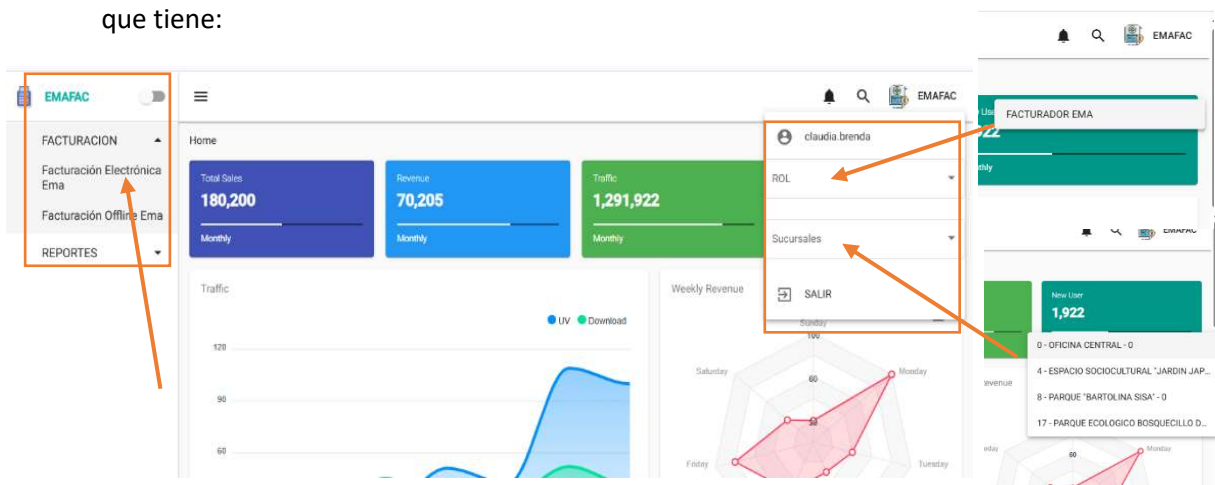 que tiene:
EMAFAC
FACTURACION
Facturación Electrónica
Ema
Facturación Offline Ema
REPORTES
EMAFAC
Home
Total Sales
180,200
Monthly
Revenue
70,205
Monthly
Traffic
1,291,922
Monthly
claudia.brenda
ROL
Sucursales
SALIR
Traffic
UV
Download
120
90
60
Weekly Revenue
Sunday
100
Saturday
Monday
60
Friday
Tuesday
EMAFAC
FACTURADOR EMA
EMAFAC
New User
1,922
0 - OFICINA CENTRAL - 0
4 - ESPACIO SOCIOCULTURAL "JARDIN JAP...
8 - PARQUE "BARTOLINA SISA" - 0
17 - PARQUE ECOLOGICO BOSQUECILLO D...
Monday
60